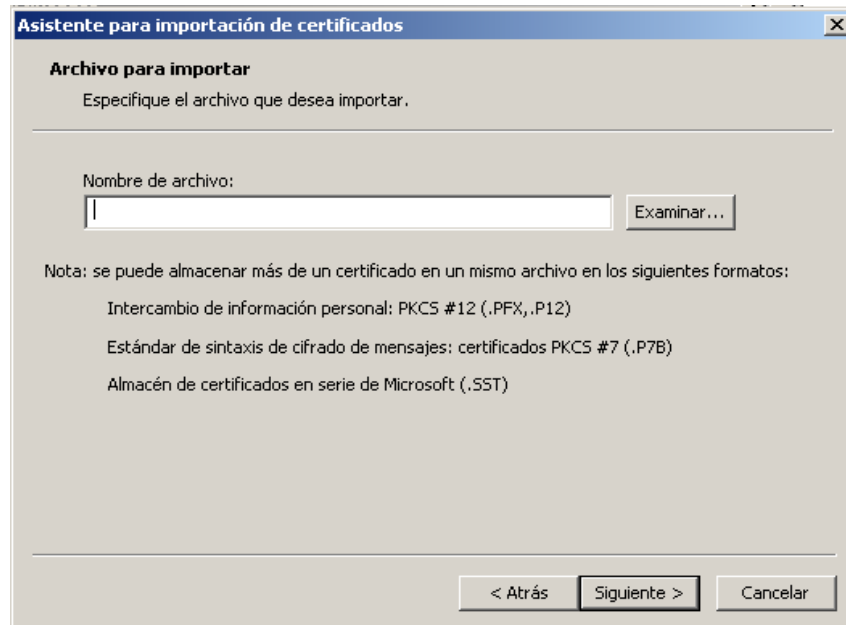 Asistente para importación de certificados
Archivo para importar
Especifique el archivo que desea importar.
Nombre de archivo:
Examinar...
Nota: se puede almacenar más de un certificado en un mismo archivo en los siguientes formatos:
Intercambio de información personal: PKCS #12 (.PFX,.P12)
Estándar de sintaxis de cifrado de mensajes: certificados PKCS #7 (.P7B)
Almacén de certificados en serie de Microsoft (.SST)
< Atrás Siguiente > Cancelar